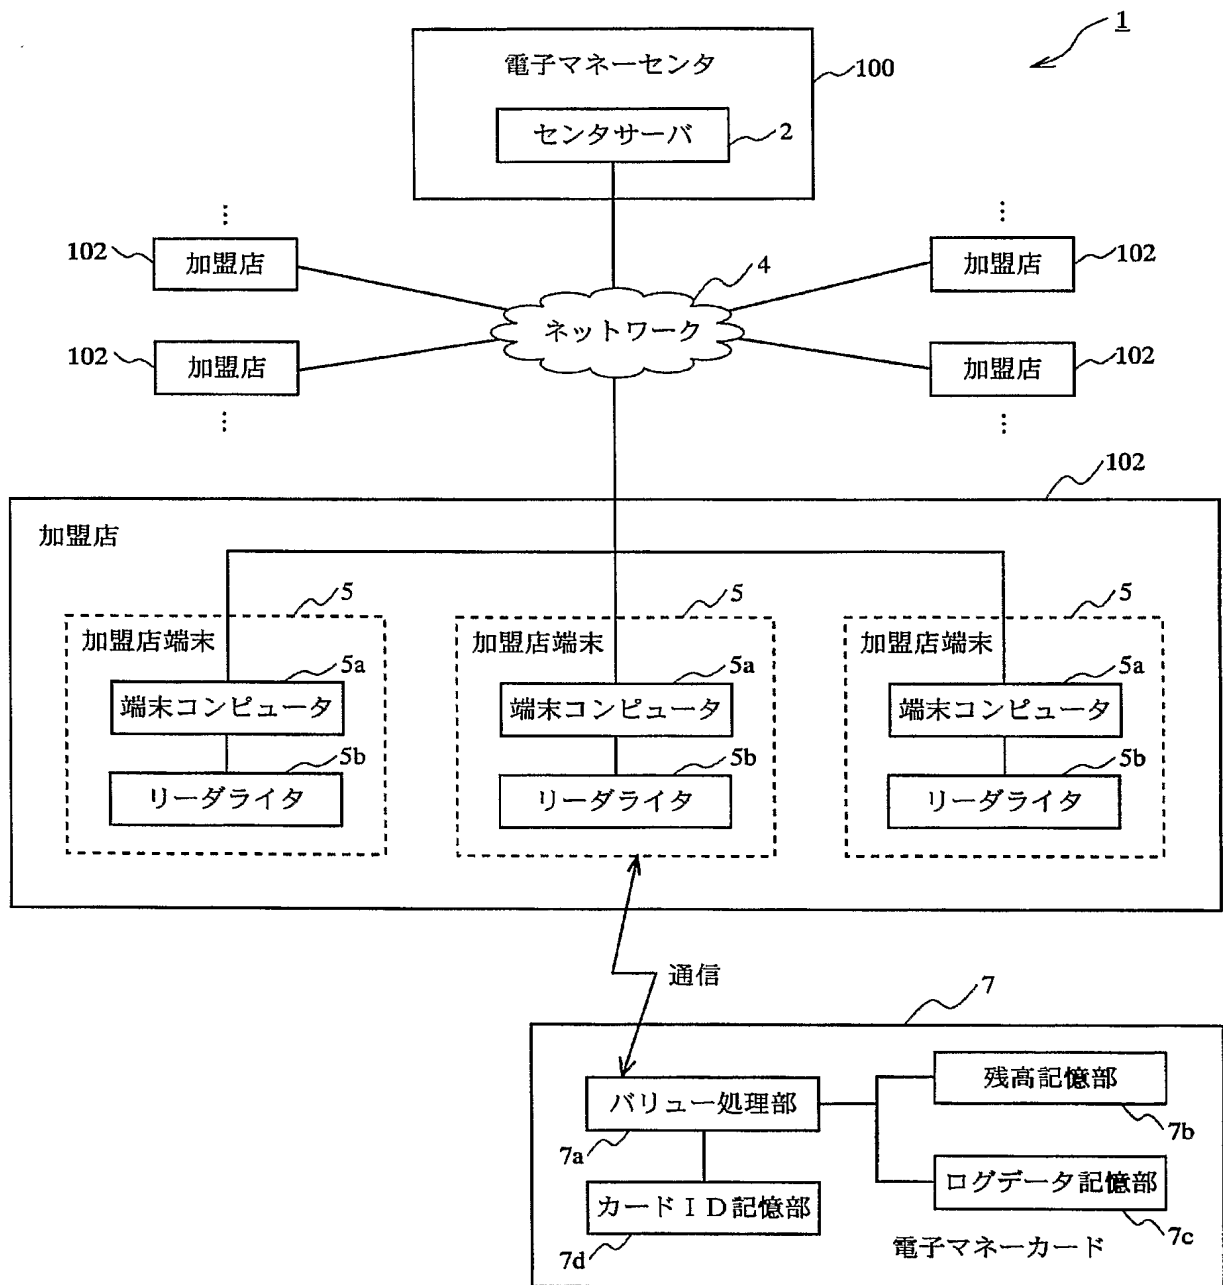 1
電子マネーセンタ
100
センタサーバ
2
⋮
⋮
102
加盟店
加盟店
102
4
ネットワーク
102
加盟店
加盟店
102
⋮
⋮
102
加盟店
5
5
5
加盟店端末
加盟店端末
加盟店端末
5a
5a
5a
端末コンピュータ
端末コンピュータ
端末コンピュータ
5b
5b
5b
リーダライタ
リーダライタ
リーダライタ
通信
7
バリュー処理部
残高記憶部
7a
7b
カードID記憶部
ログデータ記憶部
7d
7c
電子マネーカード